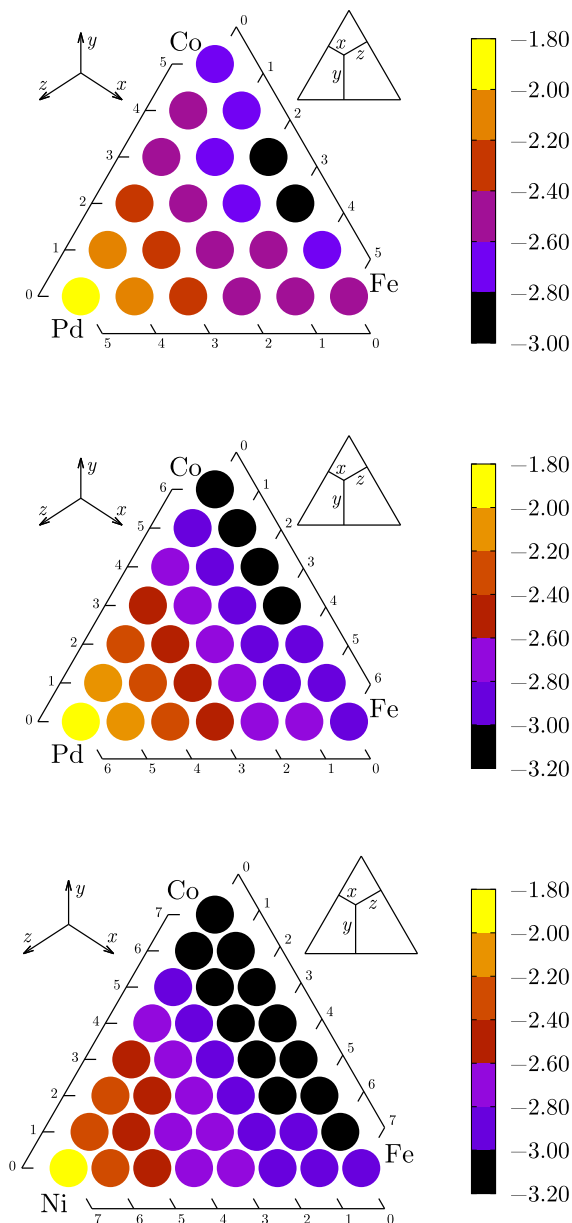 Co 0 −1.80
y x z
z x 5 y
1 −2.00
4
2 −2.20
3
3 −2.40
2
4 −2.60
1
5 −2.80
0 Fe
Pd
5 4 3 2 1 0 −3.00
0 −1.80
Co
y x z
z x 6 y
1 −2.00
5
2 −2.20
4
3 −2.40
3
4 −2.60
2
5 −2.80
1
6 −3.00
0 Fe
Pd
6 5 4 3 2 1 0 −3.20
0
Co −1.80
y x z
z x 7 y
1 −2.00
6
2 −2.20
5
3 −2.40
4
4 −2.60
3
5 −2.80
2
6
1
7 −3.00
0 Fe
Ni −3.20
7 6 5 4 3 2 1 0